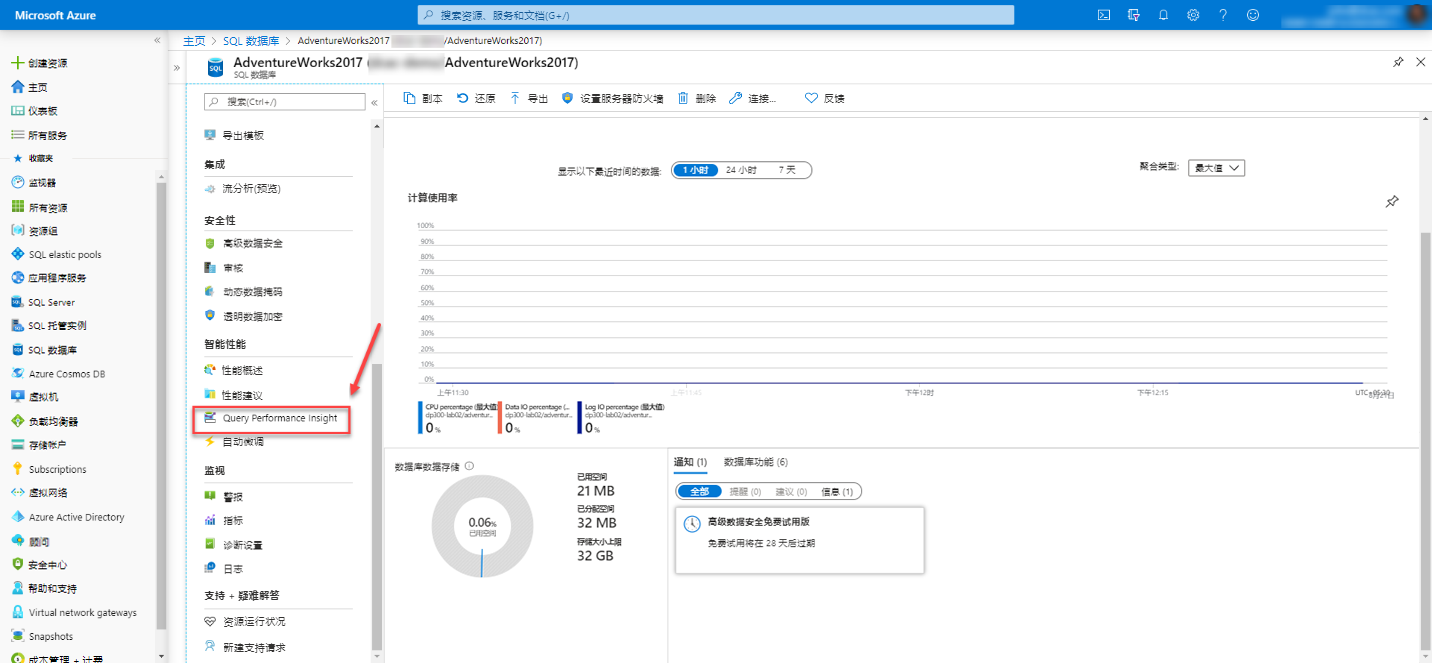 Microsoft Azure
搜索资源、服务和文档(G+/)
主页 > SQL 数据库 > AdventureWorks2017 /AdventureWorks2017)
创建资源
主页
仪表板
所有服务
收藏夹
监视器
所有资源
资源组
SQL elastic pools
应用程序服务
SQL Server
SQL 托管实例
SQL 数据库
Azure Cosmos DB
虚拟机
负载均衡器
存储帐户
Subscriptions
虚拟网络
Azure Active Directory
顾问
安全中心
帮助和支持
Virtual network gateways
Snapshots
成本管理 + 计费
AdventureWorks2017 ( AdventureWorks2017)
SQL 数据库
搜索(Ctrl+/)
导出模板
集成
流分析(预览)
安全性
高级数据安全
审核
动态数据掩码
透明数据加密
智能性能
性能概述
性能建议
Query Performance Insight
自动微调
监视
警报
指标
诊断设置
日志
支持 + 疑难解答
资源运行状况
新建支持请求
副本 还原 导出 设置服务器防火墙 删除 连接... 反馈
显示以下最近时间的数据: 1 小时 24 小时 7 天
聚合类型: 最大值
计算使用率
100%
90%
80%
70%
60%
50%
40%
30%
20%
10%
0%
上午11:30 上午11:45 下午12时 下午12:15 UTC+05:30
CPU percentage (最大值)
dp300-lab02/adventur...
0 %
Data IO percentage (...
dp300-lab02/adventur...
0 %
Log IO percentage (最大值)
dp300-lab02/adventur...
0 %
数据库数据存储
0.06%
已用空间
已用空间
21 MB
已分配空间
32 MB
存储大小上限
32 GB
通知 (1) 数据库功能 (6)
全部 提醒 (0) 建议 (0) 信息 (1)
高级数据安全免费试用版
免费试用将在 28 天后过期